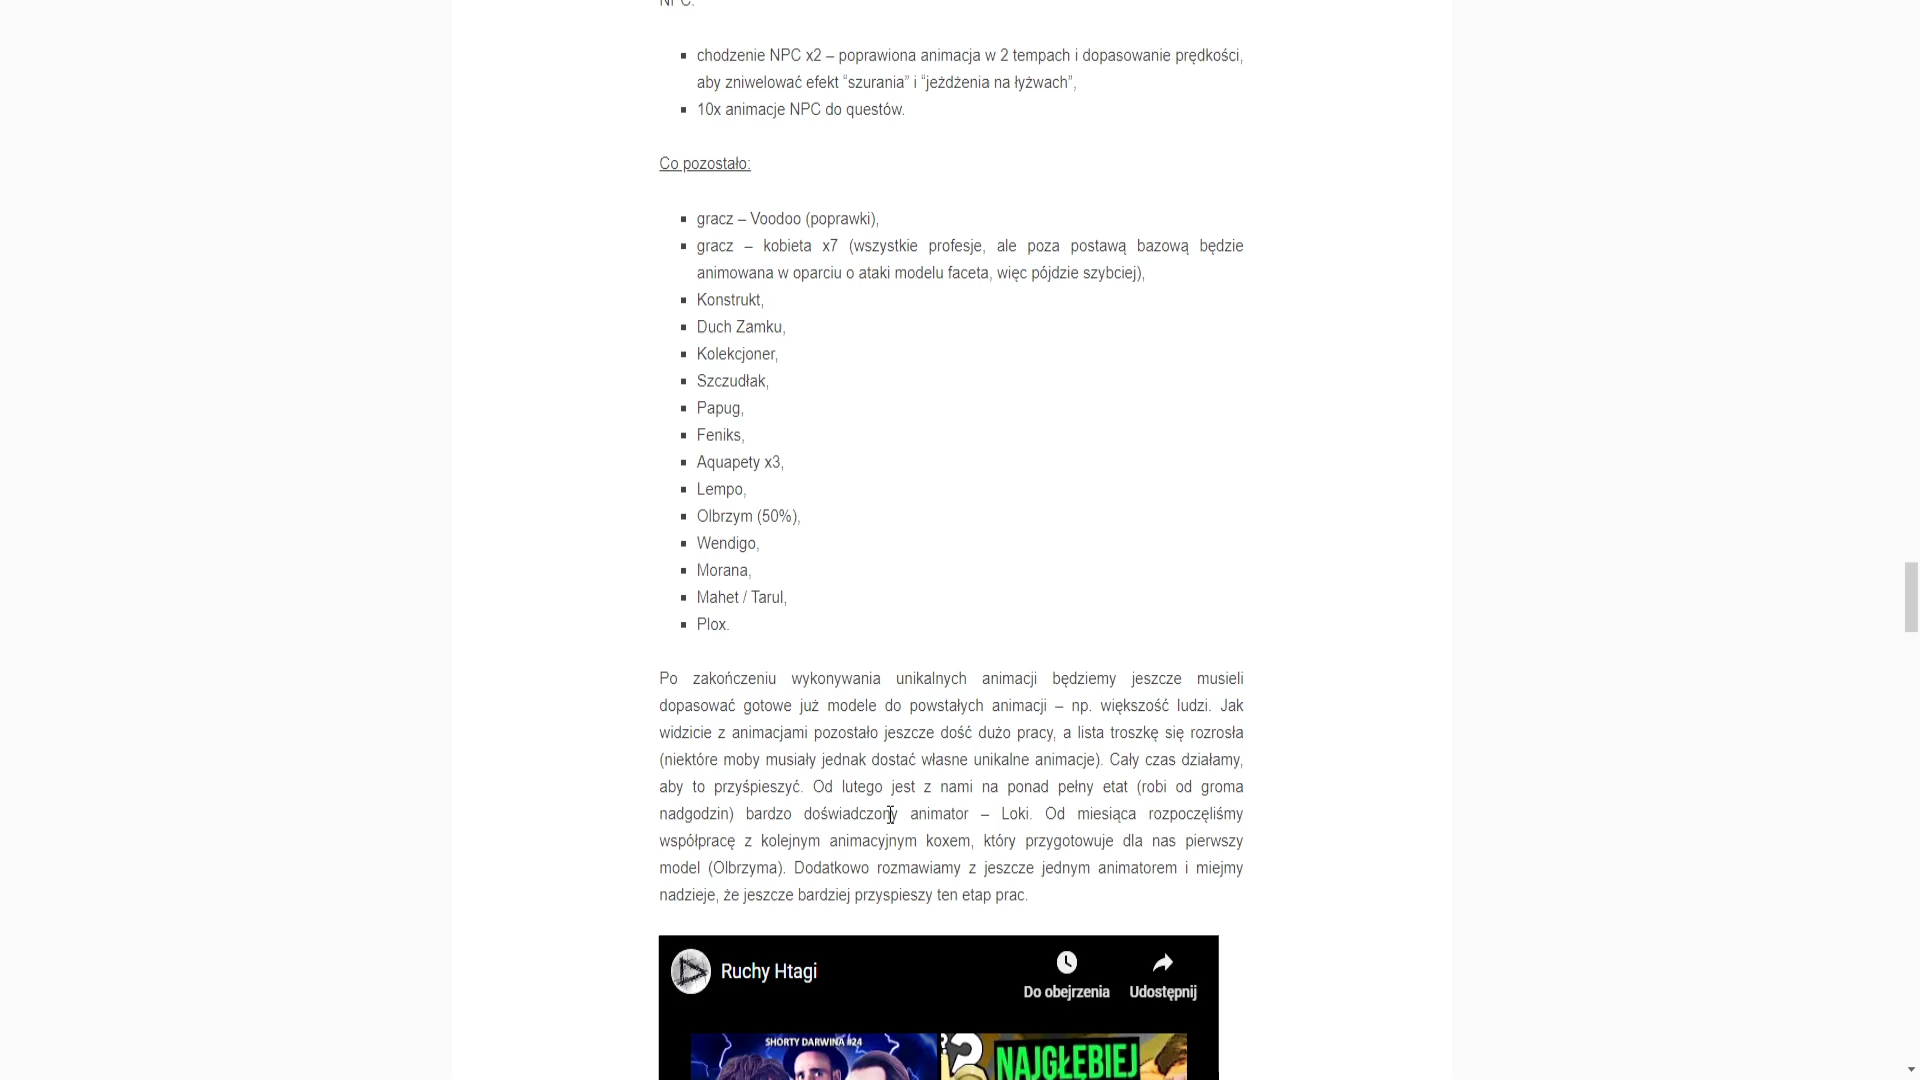 NPC.
▪ chodzenie NPC x2 – poprawiona animacja w 2 tempach i dopasowanie prędkości,
aby zniwelować efekt “szurania” i “jeżdżenia na łyżwach”,
▪ 10x animacje NPC do questów.
Co pozostało:
▪ gracz – Voodoo (poprawki),
▪ gracz – kobieta x7 (wszystkie profesje, ale poza postawą bazową będzie
animowana w oparciu o ataki modelu faceta, więc pójdzie szybciej),
▪ Konstrukt,
▪ Duch Zamku,
▪ Kolekcjoner,
▪ Szczudłak,
▪ Papug,
▪ Feniks,
▪ Aquapety x3,
▪ Lempo,
▪ Olbrzym (50%),
▪ Wendigo,
▪ Morana,
▪ Mahet / Tarul,
▪ Plox.
Po zakończeniu wykonywania unikalnych animacji będziemy jeszcze musieli
dopasować gotowe już modele do powstałych animacji – np. większość ludzi. Jak
widzicie z animacjami pozostało jeszcze dość dużo pracy, a lista troszkę się rozrosła
(niektóre moby musiały jednak dostać własne unikalne animacje). Cały czas działamy,
aby to przyśpieszyć. Od lutego jest z nami na ponad pełny etat (robi od groma
nadgodzin) bardzo doświadczony animator – Loki. Od miesiąca rozpoczęliśmy
współpracę z kolejnym animacyjnym koxem, który przygotowuje dla nas pierwszy
model (Olbrzyma). Dodatkowo rozmawiamy z jeszcze jednym animatorem i miejmy
nadzieje, że jeszcze bardziej przyspieszy ten etap prac.
Ruchy Htagi
Do obejrzenia
Udostępnij
SHORTY DARWINA #24
NAJGŁĘBIEJ